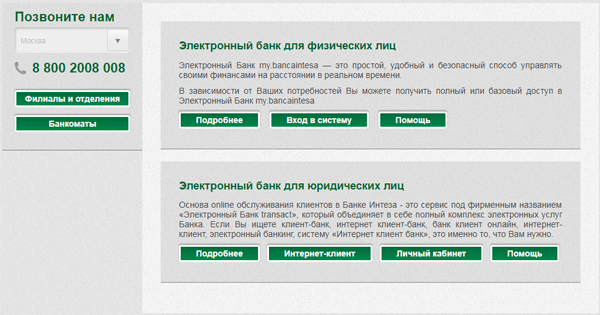 Позвоните нам
Москва
8 800 2008 008
Филиалы и отделения
Банкоматы
Электронный банк для физических лиц
Электронный Банк my.bancaintesa — это простой, удобный и безопасный способ управлять
своими финансами на расстоянии в реальном времени.
В зависимости от Ваших потребностей Вы можете получить полный или базовый доступ в
Электронный Банк my.bancaintesa
Подробнее Вход в систему Помощь
Электронный банк для юридических лиц
Основа online обслуживания клиентов в Банке Интеза - это сервис под фирменным названием
«Электронный Банк transact», который объединяет в себе полный комплекс электронных услуг
Банка. Если Вы ищете клиент-банк, интернет клиент-банк, банк клиент онлайн, интернет-
клиент, электронный банкинг, систему «Интернет клиент банк», это именно то, что Вам нужно.
Подробнее Интернет-клиент Личный кабинет Помощь